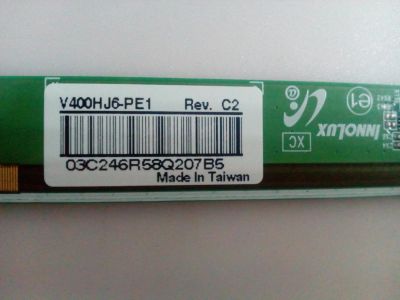 V400HJ6-PE1 Rev. C2
03C246R58Q207B5
Made In Taiwan
INNOLUX
XC
e1